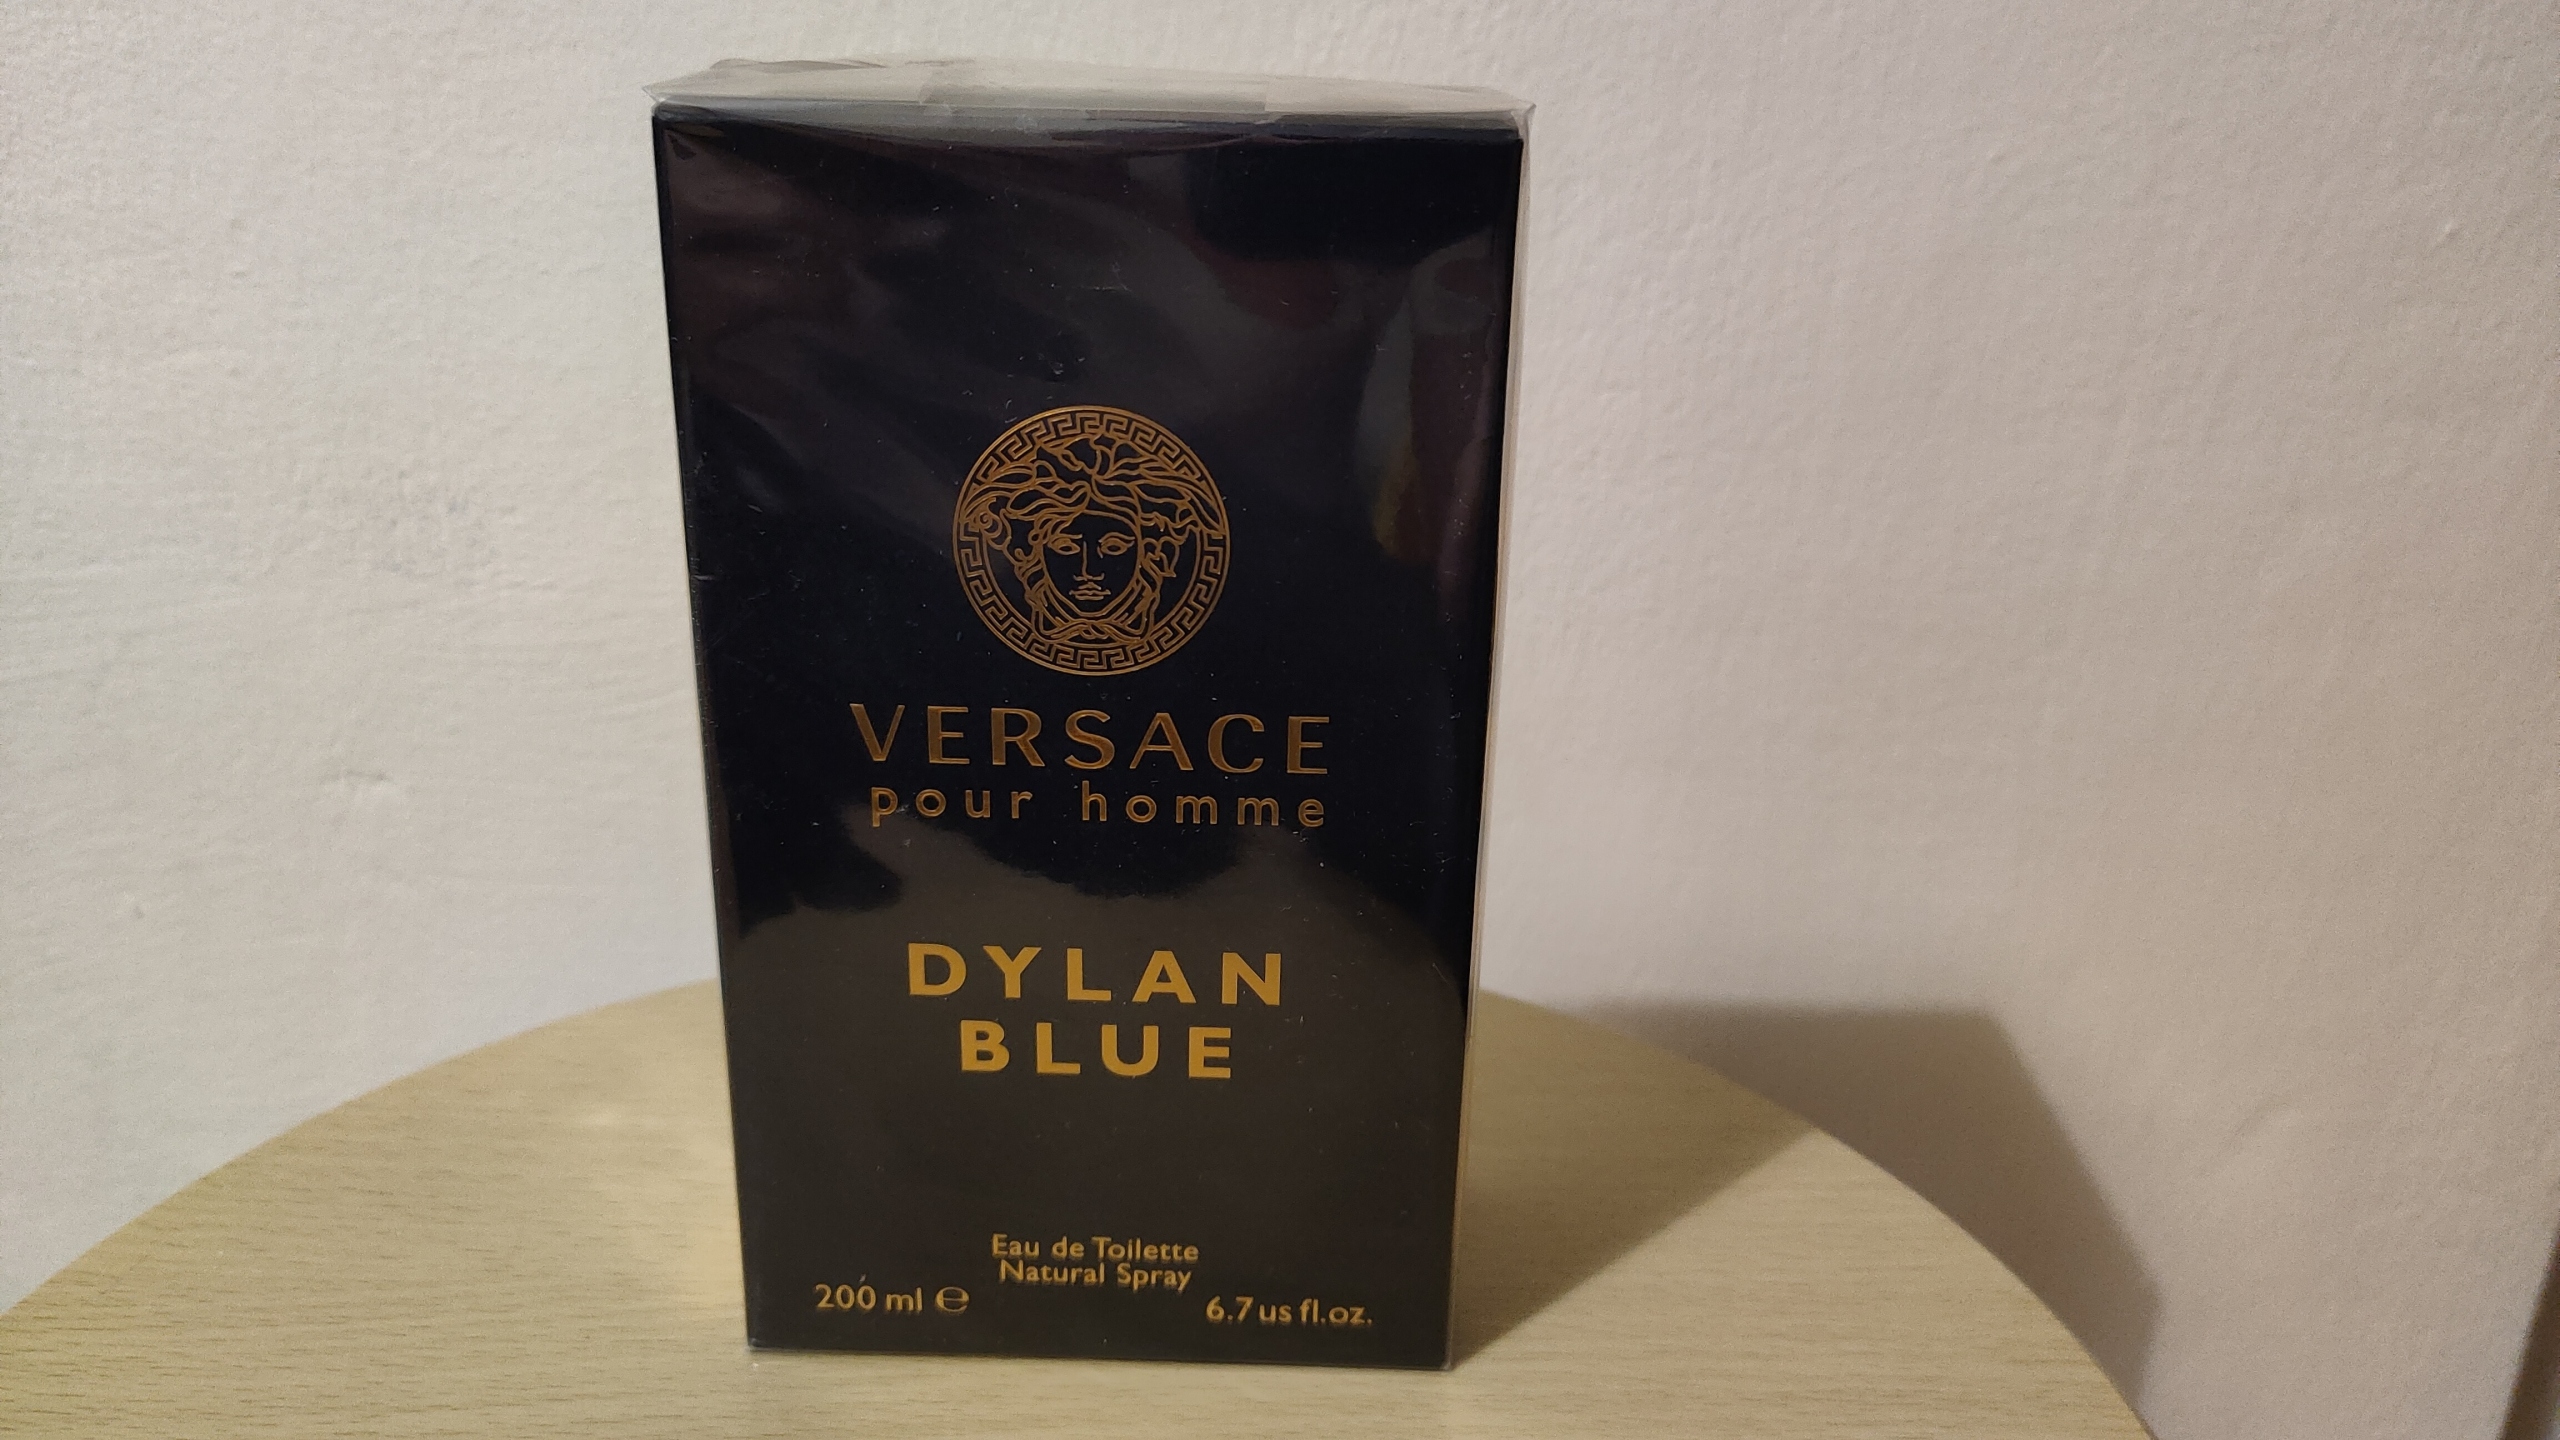 VERSACE
pour homme
DYLAN
BLUE
Eau de Toilette
Natural Spray
200 ml ℮
6.7 us fl.oz.